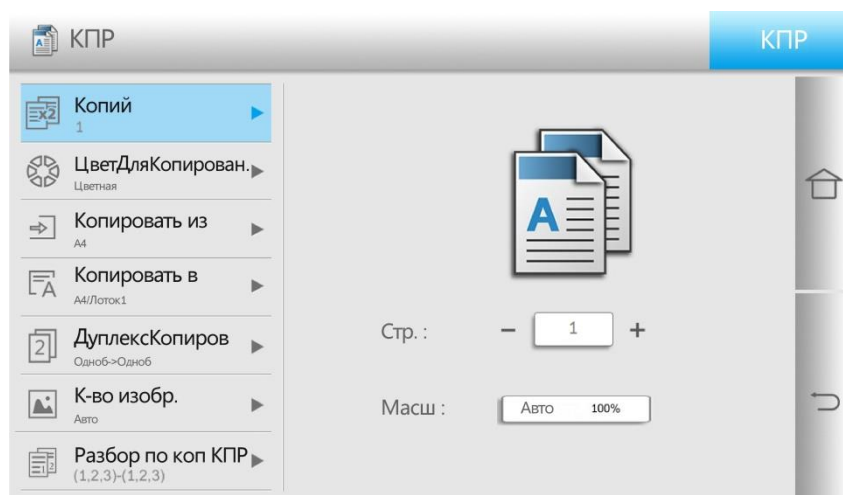 КПР
КПР
Копий
1
ЦветДляКопирован.
Цветная
Копировать из
A4
Копировать в
A4/Лоток1
ДуплексКопиров
Одноб->Одноб
К-во изобр.
Авто
Разбор по коп КПР
(1,2,3)-(1,2,3)
A
Стр. : − 1 +
Масш : Авто 100%